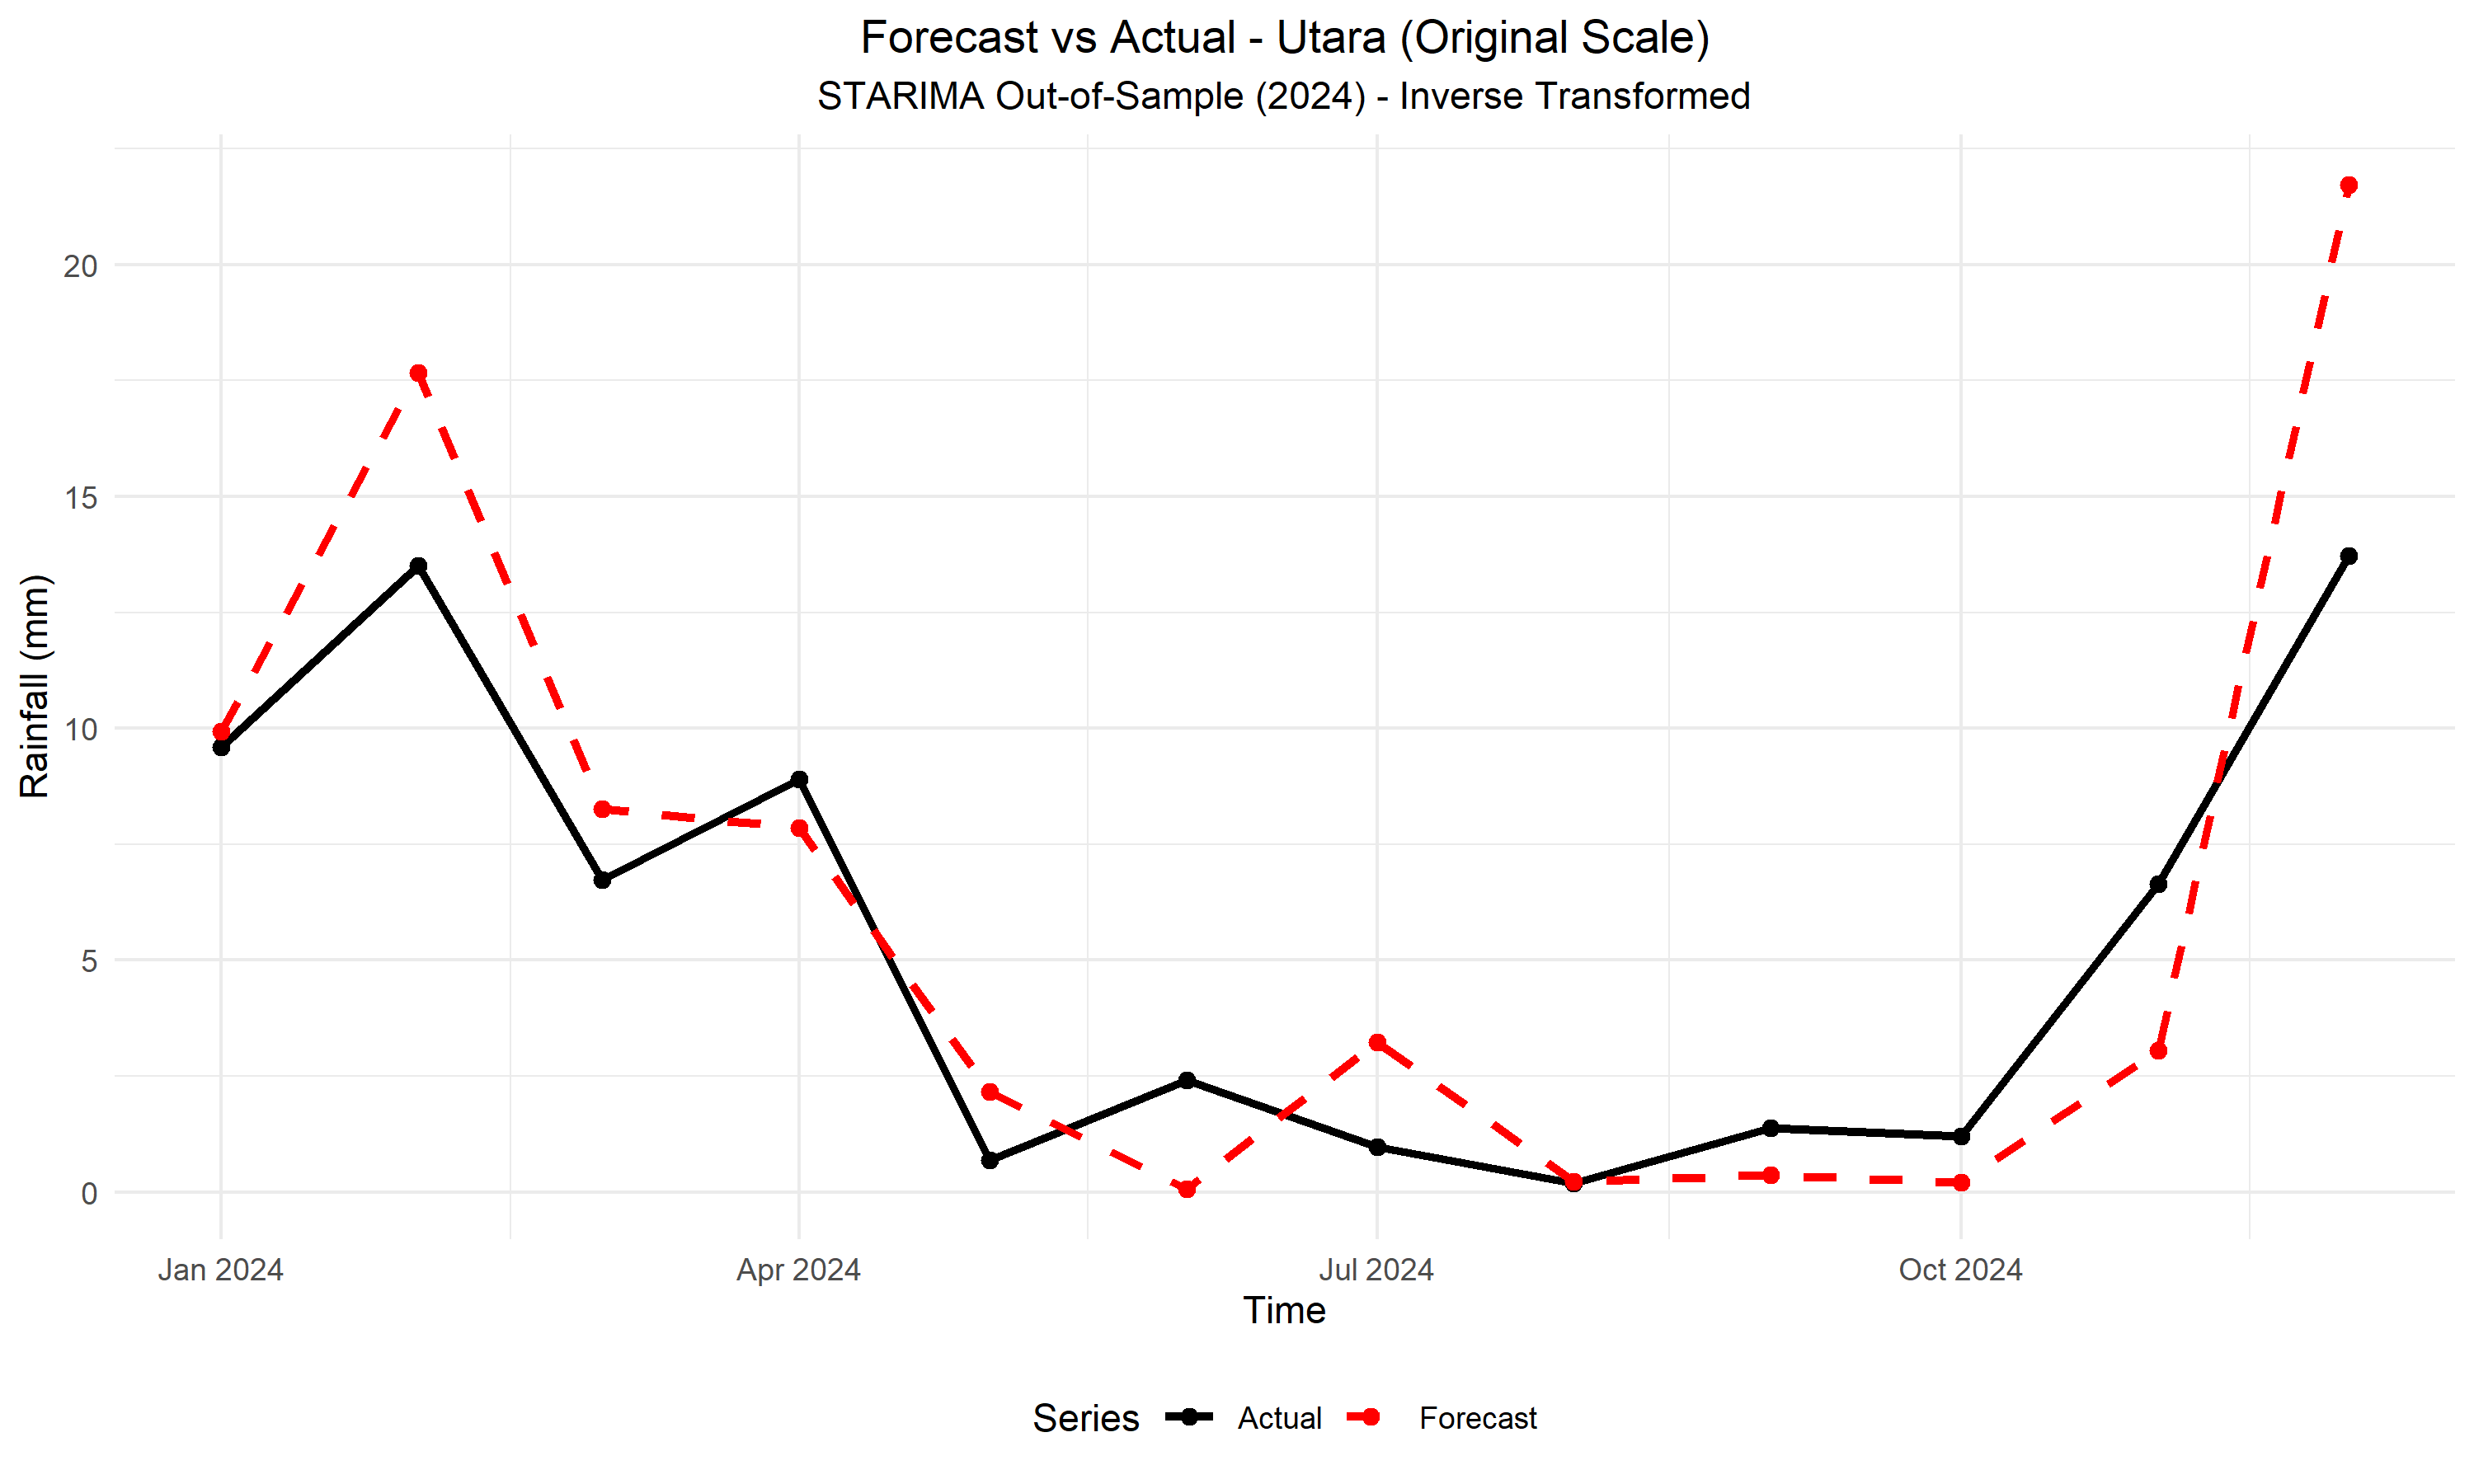 Forecast vs Actual - Utara (Original Scale)
STARIMA Out-of-Sample (2024) - Inverse Transformed
Rainfall (mm)
20
15
10
5
0
Jan 2024 Apr 2024 Jul 2024 Oct 2024
Time
Series Actual Forecast